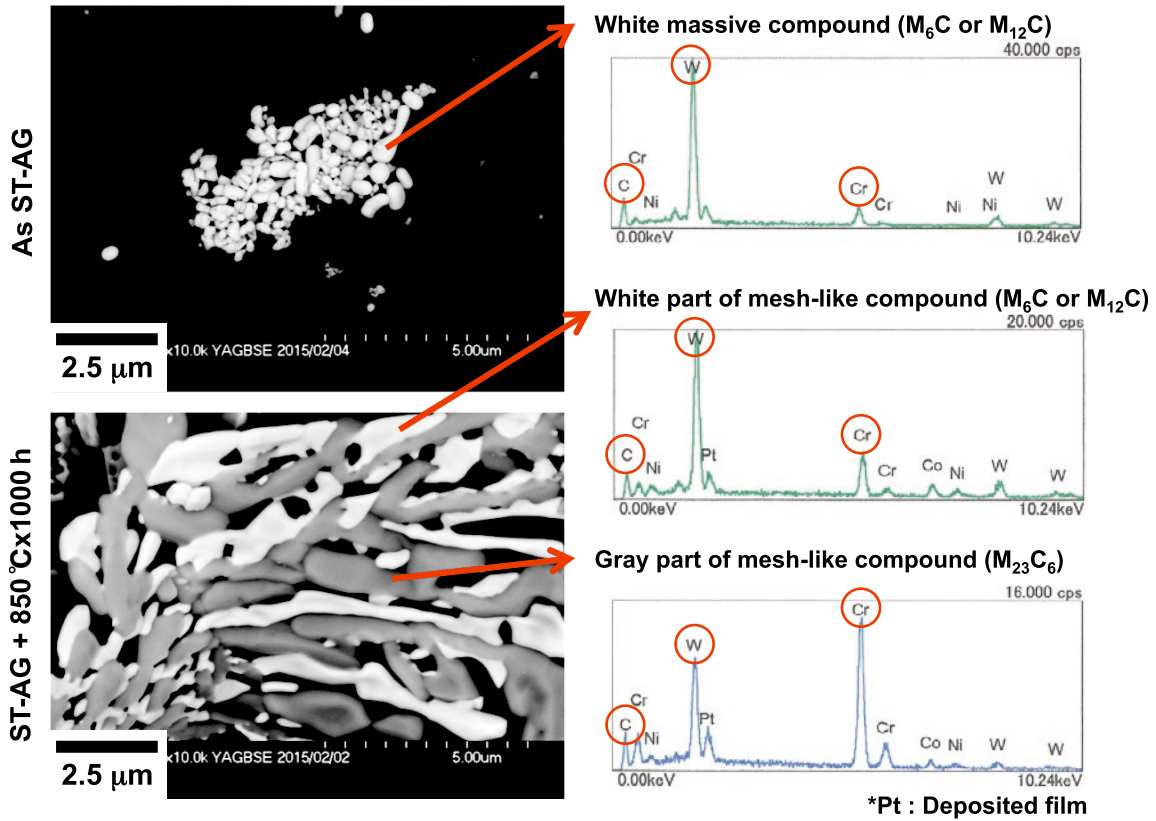 White massive compound (M₆C or M₁₂C)
40.000 cps
W
Cr
C
Ni
Cr
Cr
W
Ni
Ni
W
0.00keV
10.24keV
As ST-AG
x10.0k YAGBSE 2015/02/04
5.00um
2.5 μm
White part of mesh-like compound (M₆C or M₁₂C)
20.000 cps
W
Cr
C
Ni
Pt
Cr
Cr
Co
Ni
W
W
0.00keV
10.24keV
ST-AG + 850℃x1000 h
x10.0k YAGBSE 2015/02/02
5.00um
2.5 μm
Gray part of mesh-like compound (M₂₃C₆)
16.000 cps
Cr
W
Cr
C
Ni
Pt
Cr
Co
Ni
W
W
0.00keV
10.24keV
*Pt : Deposited film